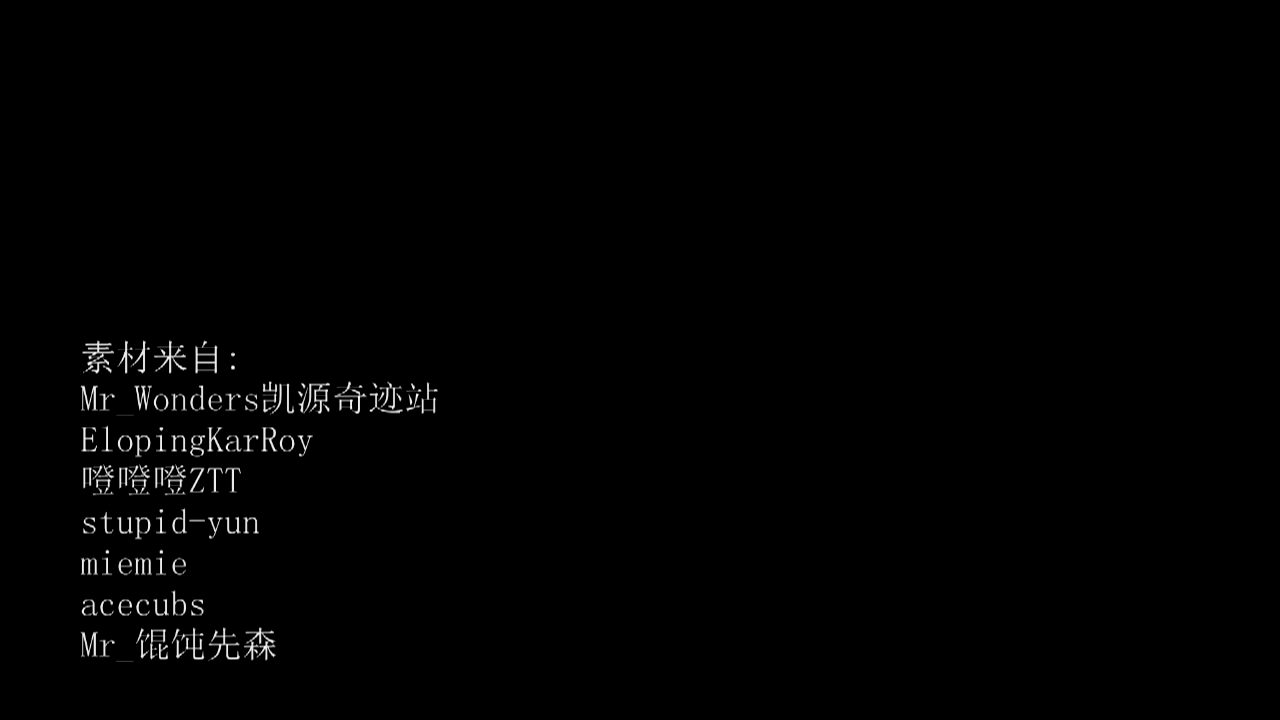 素材来自:
Mr_Wonders凯源奇迹站
ElopingKarRoy
噔噔噔ZTT
stupid-yun
miemie
acecubs
Mr_馄饨先森